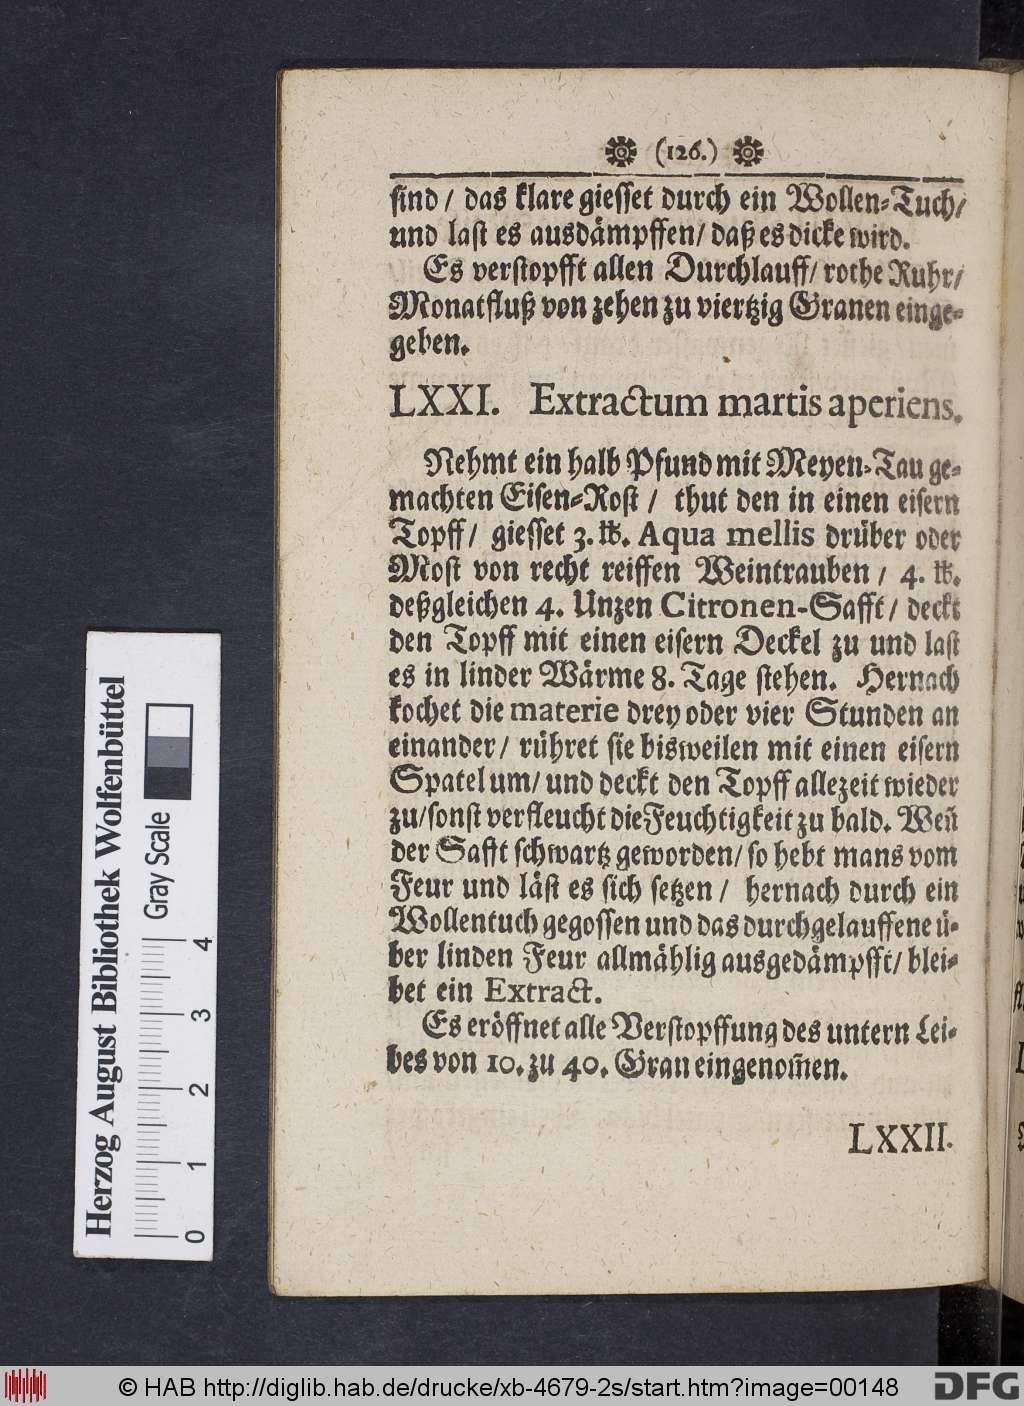 (126.)
sind / das klare giesset durch ein Wollen-Tuch/
und last es ausdämpffen/ daß es dicke wird.
Es verstopfft allen Durchlauff/ rothe Ruhr/
Monatfluß von zehen zu viertzig Granen einge-
geben.
LXXI. Extractum martis aperiens.
Nehmt ein halb Pfund mit Meyen-Tau ge-
machten Eisen-Rost / thut den in einen eisern
Topff/ giesset 3. ℔. Aqua mellis drüber oder
Most von recht reiffen Weintrauben / 4. ℔.
deßgleichen 4. Unzen Citronen-Safft / deckt
den Topff mit einen eisern Deckel zu und last
es in linder Wärme 8. Tage stehen. Hernach
kochet die materie drey oder vier Stunden an
einander / rühret sie bisweilen mit einen eisern
Spatel um/ und deckt den Topff allezeit wieder
zu/ sonst verfleucht die Feuchtigkeit zu bald. Weñ
der Safft schwartz geworden/ so hebt mans vom
Feur und läst es sich setzen / hernach durch ein
Wollentuch gegossen und das durchgelauffene ü-
ber linden Feur allmählig ausgedämpfft/ blei-
bet ein Extract.
Es eröffnet alle Verstopffung des untern Lei-
bes von 10. zu 40. Gran eingenom̃en.
LXXII.
Herzog August Bibliothek Wolfenbüttel
Gray Scale
0 1 2 3 4
© HAB http://diglib.hab.de/drucke/xb-4679-2s/start.htm?image=00148
DFG